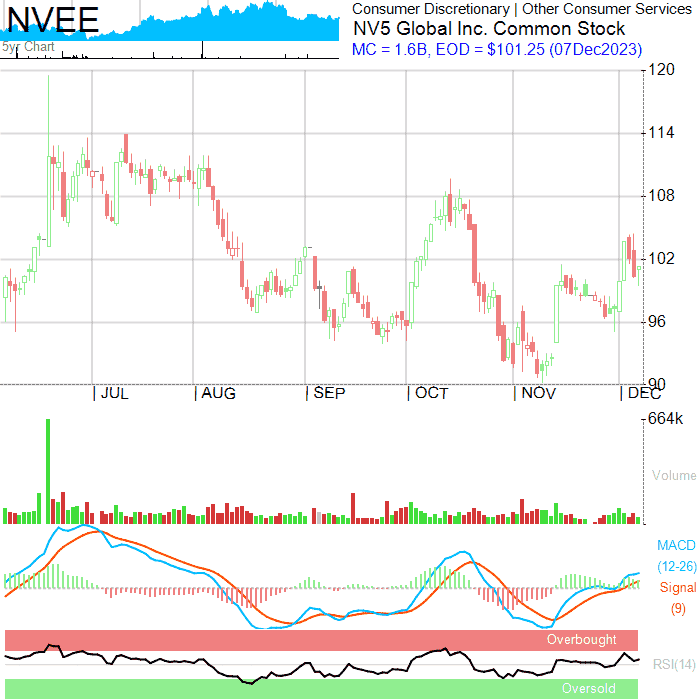 NVEE
5yr Chart
Consumer Discretionary | Other Consumer Services
NV5 Global Inc. Common Stock
MC = 1.6B, EOD = $101.25 (07Dec2023)
120
114
108
102
96
90
| JUL | AUG | SEP | OCT | NOV | DEC
664k
Volume
MACD
(12-26)
Signal
(9)
Overbought
RSI(14)
Oversold